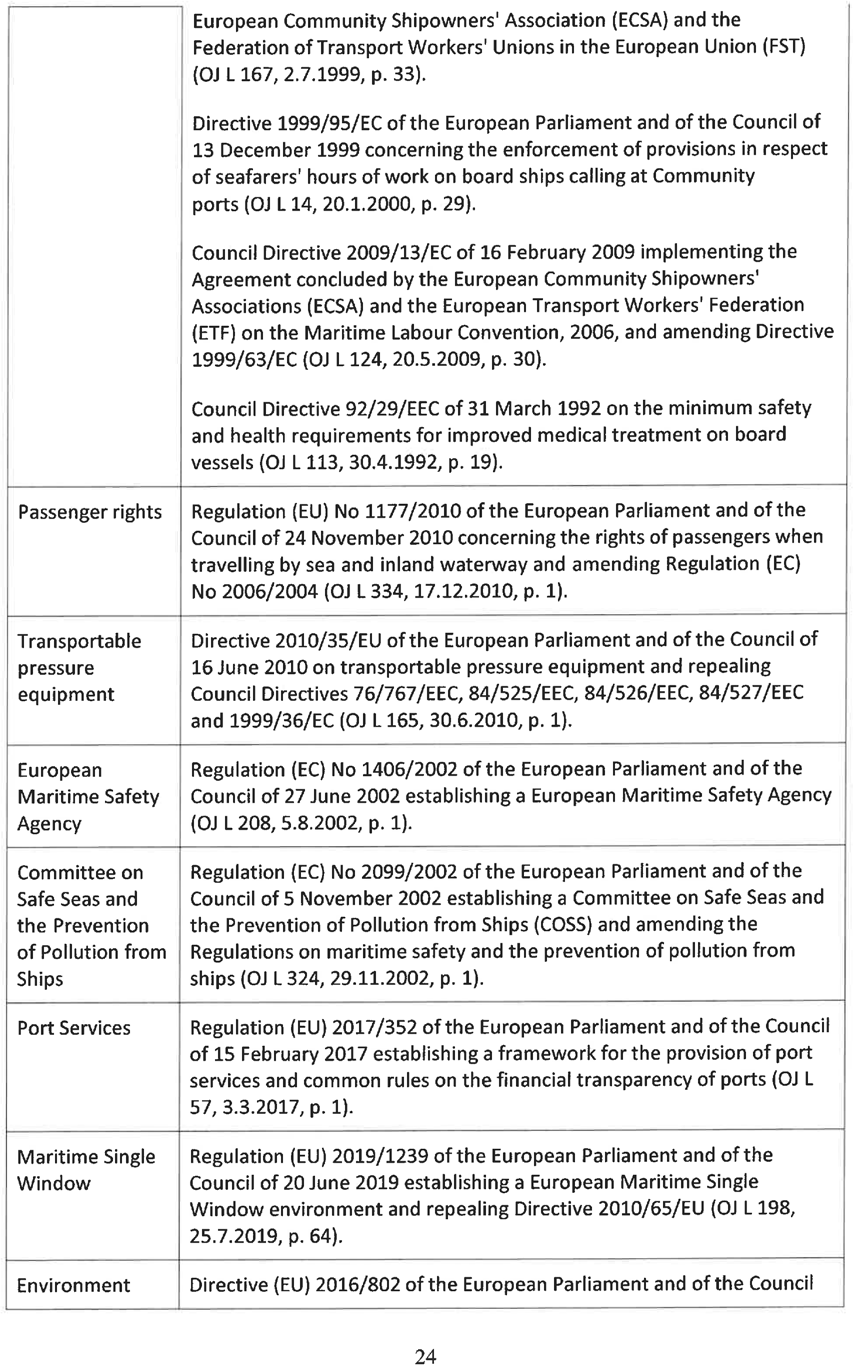 European Community Shipowners' Association (ECSA) and the
Federation of Transport Workers' Unions in the European Union (FST)
(OJ L 167, 2.7.1999, p. 33).
Directive 1999/95/EC of the European Parliament and of the Council of
13 December 1999 concerning the enforcement of provisions in respect
of seafarers' hours of work on board ships calling at Community
ports (OJ L 14, 20.1.2000, p. 29).
Council Directive 2009/13/EC of 16 February 2009 implementing the
Agreement concluded by the European Community Shipowners'
Associations (ECSA) and the European Transport Workers' Federation
(ETF) on the Maritime Labour Convention, 2006, and amending Directive
1999/63/EC (OJ L 124, 20.5.2009, p. 30).
Council Directive 92/29/EEC of 31 March 1992 on the minimum safety
and health requirements for improved medical treatment on board
vessels (OJ L 113, 30.4.1992, p. 19).
Passenger rights
Regulation (EU) No 1177/2010 of the European Parliament and of the
Council of 24 November 2010 concerning the rights of passengers when
travelling by sea and inland waterway and amending Regulation (EC)
No 2006/2004 (OJ L 334, 17.12.2010, p. 1).
Transportable
pressure
equipment
Directive 2010/35/EU of the European Parliament and of the Council of
16 June 2010 on transportable pressure equipment and repealing
Council Directives 76/767/EEC, 84/525/EEC, 84/526/EEC, 84/527/EEC
and 1999/36/EC (OJ L 165, 30.6.2010, p. 1).
European
Maritime Safety
Agency
Regulation (EC) No 1406/2002 of the European Parliament and of the
Council of 27 June 2002 establishing a European Maritime Safety Agency
(OJ L 208, 5.8.2002, p. 1).
Committee on
Safe Seas and
the Prevention
of Pollution from
Ships
Regulation (EC) No 2099/2002 of the European Parliament and of the
Council of 5 November 2002 establishing a Committee on Safe Seas and
the Prevention of Pollution from Ships (COSS) and amending the
Regulations on maritime safety and the prevention of pollution from
ships (OJ L 324, 29.11.2002, p. 1).
Port Services
Regulation (EU) 2017/352 of the European Parliament and of the Council
of 15 February 2017 establishing a framework for the provision of port
services and common rules on the financial transparency of ports (OJ L
57, 3.3.2017, p. 1).
Maritime Single
Window
Regulation (EU) 2019/1239 of the European Parliament and of the
Council of 20 June 2019 establishing a European Maritime Single
Window environment and repealing Directive 2010/65/EU (OJ L 198,
25.7.2019, p. 64).
Environment
Directive (EU) 2016/802 of the European Parliament and of the Council
24